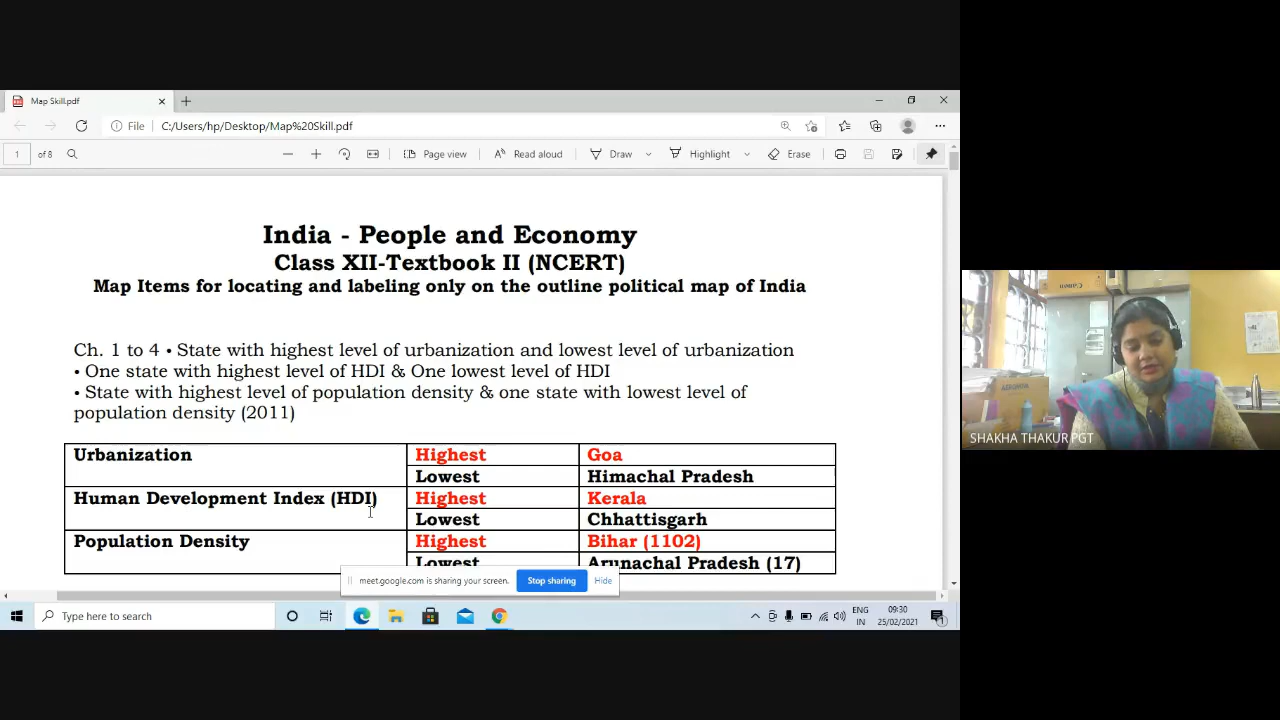 Map Skill.pdf
File
C:/Users/hp/Desktop/Map%20Skill.pdf
1 of 8
Page view
Read aloud
Draw
Highlight
Erase
India - People and Economy
Class XII-Textbook II (NCERT)
Map Items for locating and labeling only on the outline political map of India
Ch. 1 to 4 • State with highest level of urbanization and lowest level of urbanization
• One state with highest level of HDI & One lowest level of HDI
• State with highest level of population density & one state with lowest level of
population density (2011)
Urbanization Highest Goa
Lowest Himachal Pradesh
Human Development Index (HDI) Highest Kerala
Lowest Chhattisgarh
Population Density Highest Bihar (1102)
Lowest Arunachal Pradesh (17)
meet.google.com is sharing your screen. Stop sharing Hide
Type here to search
ENG
IN
09:30
25/02/2021
SHAKHA THAKUR PGT
Canon